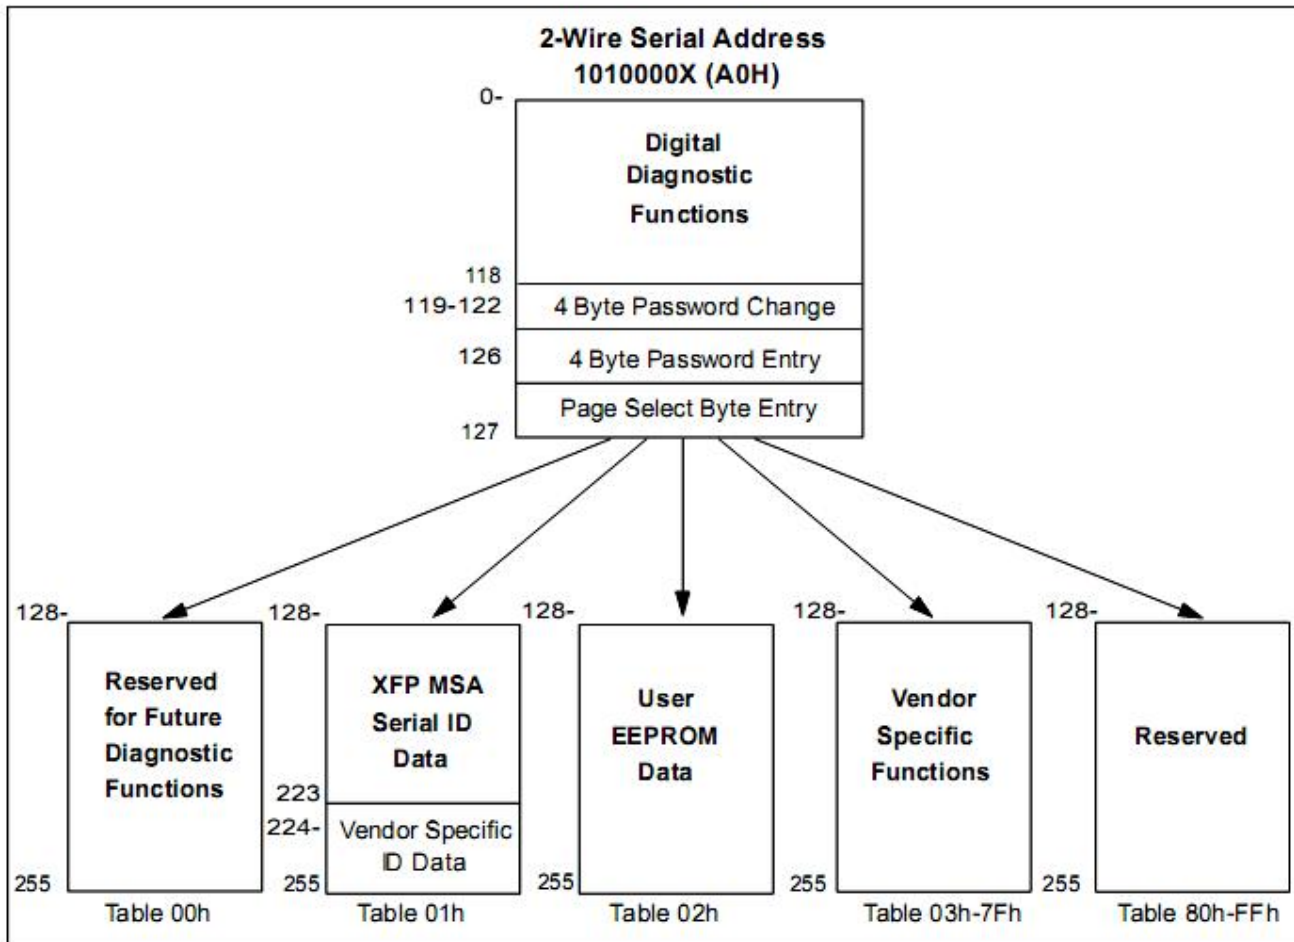 2-Wire Serial Address
1010000X (A0H)
0-
Digital
Diagnostic
Functions
118
119-122
4 Byte Password Change
126
4 Byte Password Entry
Page Select Byte Entry
127
128-
Reserved
for Future
Diagnostic
Functions
255
Table 00h
128-
XFP MSA
Serial ID
Data
223
224-
Vendor Specific
ID Data
255
Table 01h
128-
User
EEPROM
Data
255
Table 02h
128-
Vendor
Specific
Functions
255
Table 03h-7Fh
128-
Reserved
255
Table 80h-FFh